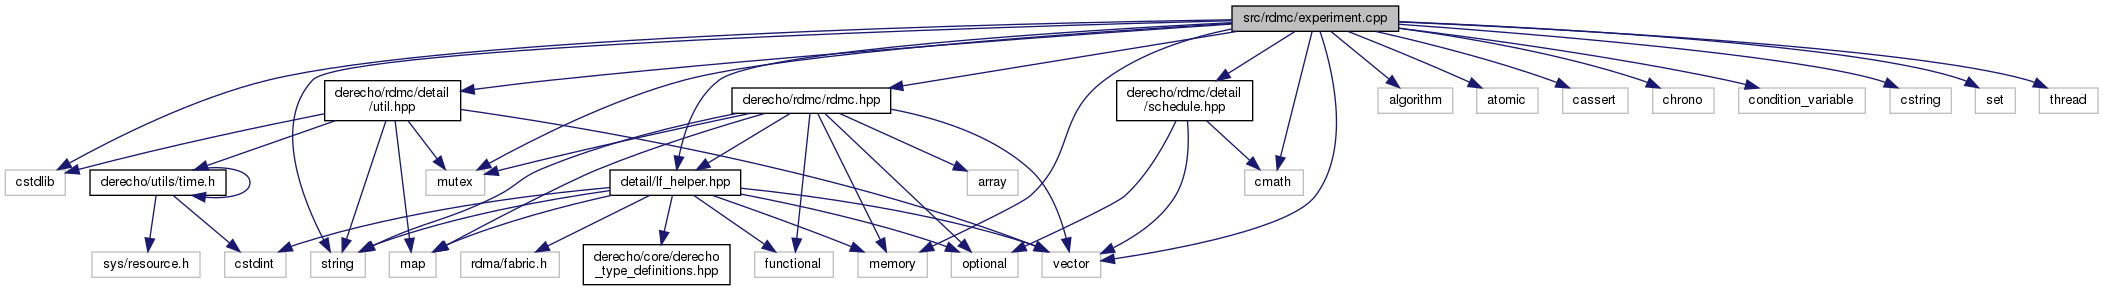 src/rdmc/experiment.cpp
derecho/rdmc/detail
/util.hpp
derecho/rdmc/rdmc.hpp
derecho/rdmc/detail
/schedule.hpp
algorithm
atomic
cassert
chrono
condition_variable
cstring
set
thread
cstdlib
derecho/utils/time.h
mutex
detail/lf_helper.hpp
array
cmath
sys/resource.h
cstdint
string
map
rdma/fabric.h
derecho/core/derecho
_type_definitions.hpp
functional
memory
optional
vector